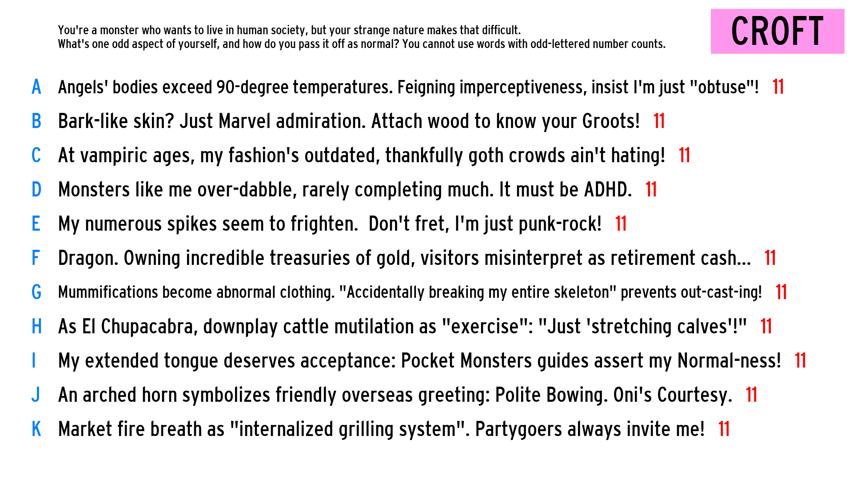 You're a monster who wants to live in human society, but your strange nature makes that difficult.
What's one odd aspect of yourself, and how do you pass it off as normal? You cannot use words with odd-lettered number counts.
CROFT
A Angels' bodies exceed 90-degree temperatures. Feigning imperceptiveness, insist I'm just "obtuse"! 11
B Bark-like skin? Just Marvel admiration. Attach wood to know your Groots! 11
C At vampiric ages, my fashion's outdated, thankfully goth crowds ain't hating! 11
D Monsters like me over-dabble, rarely completing much. It must be ADHD. 11
E My numerous spikes seem to frighten. Don't fret, I'm just punk-rock! 11
F Dragon. Owning incredible treasuries of gold, visitors misinterpret as retirement cash... 11
G Mummifications become abnormal clothing. "Accidentally breaking my entire skeleton" prevents out-cast-ing! 11
H As El Chupacabra, downplay cattle mutilation as "exercise": "Just 'stretching calves'!" 11
I My extended tongue deserves acceptance: Pocket Monsters guides assert my Normal-ness! 11
J An arched horn symbolizes friendly overseas greeting: Polite Bowing. Oni's Courtesy. 11
K Market fire breath as "internalized grilling system". Partygoers always invite me! 11